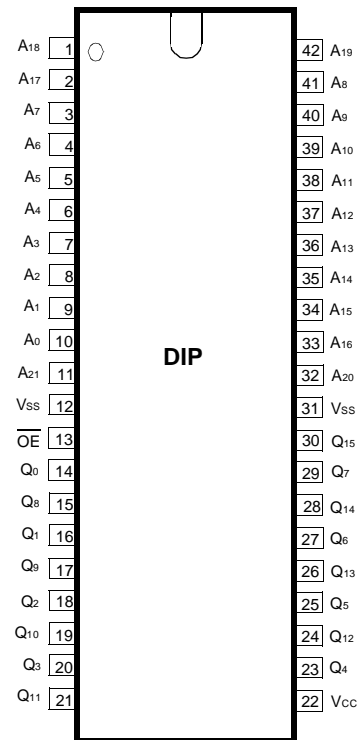 A18 1 42 A19
A17 2 41 A8
A7 3 40 A9
A6 4 39 A10
A5 5 38 A11
A4 6 37 A12
A3 7 36 A13
A2 8 35 A14
A1 9 34 A15
A0 10 33 A16
DIP
A21 11 32 A20
VSS 12 31 VSS
O̅E̅ 13 30 Q15
Q0 14 29 Q7
Q8 15 28 Q14
Q1 16 27 Q6
Q9 17 26 Q13
Q2 18 25 Q5
Q10 19 24 Q12
Q3 20 23 Q4
Q11 21 22 VCC